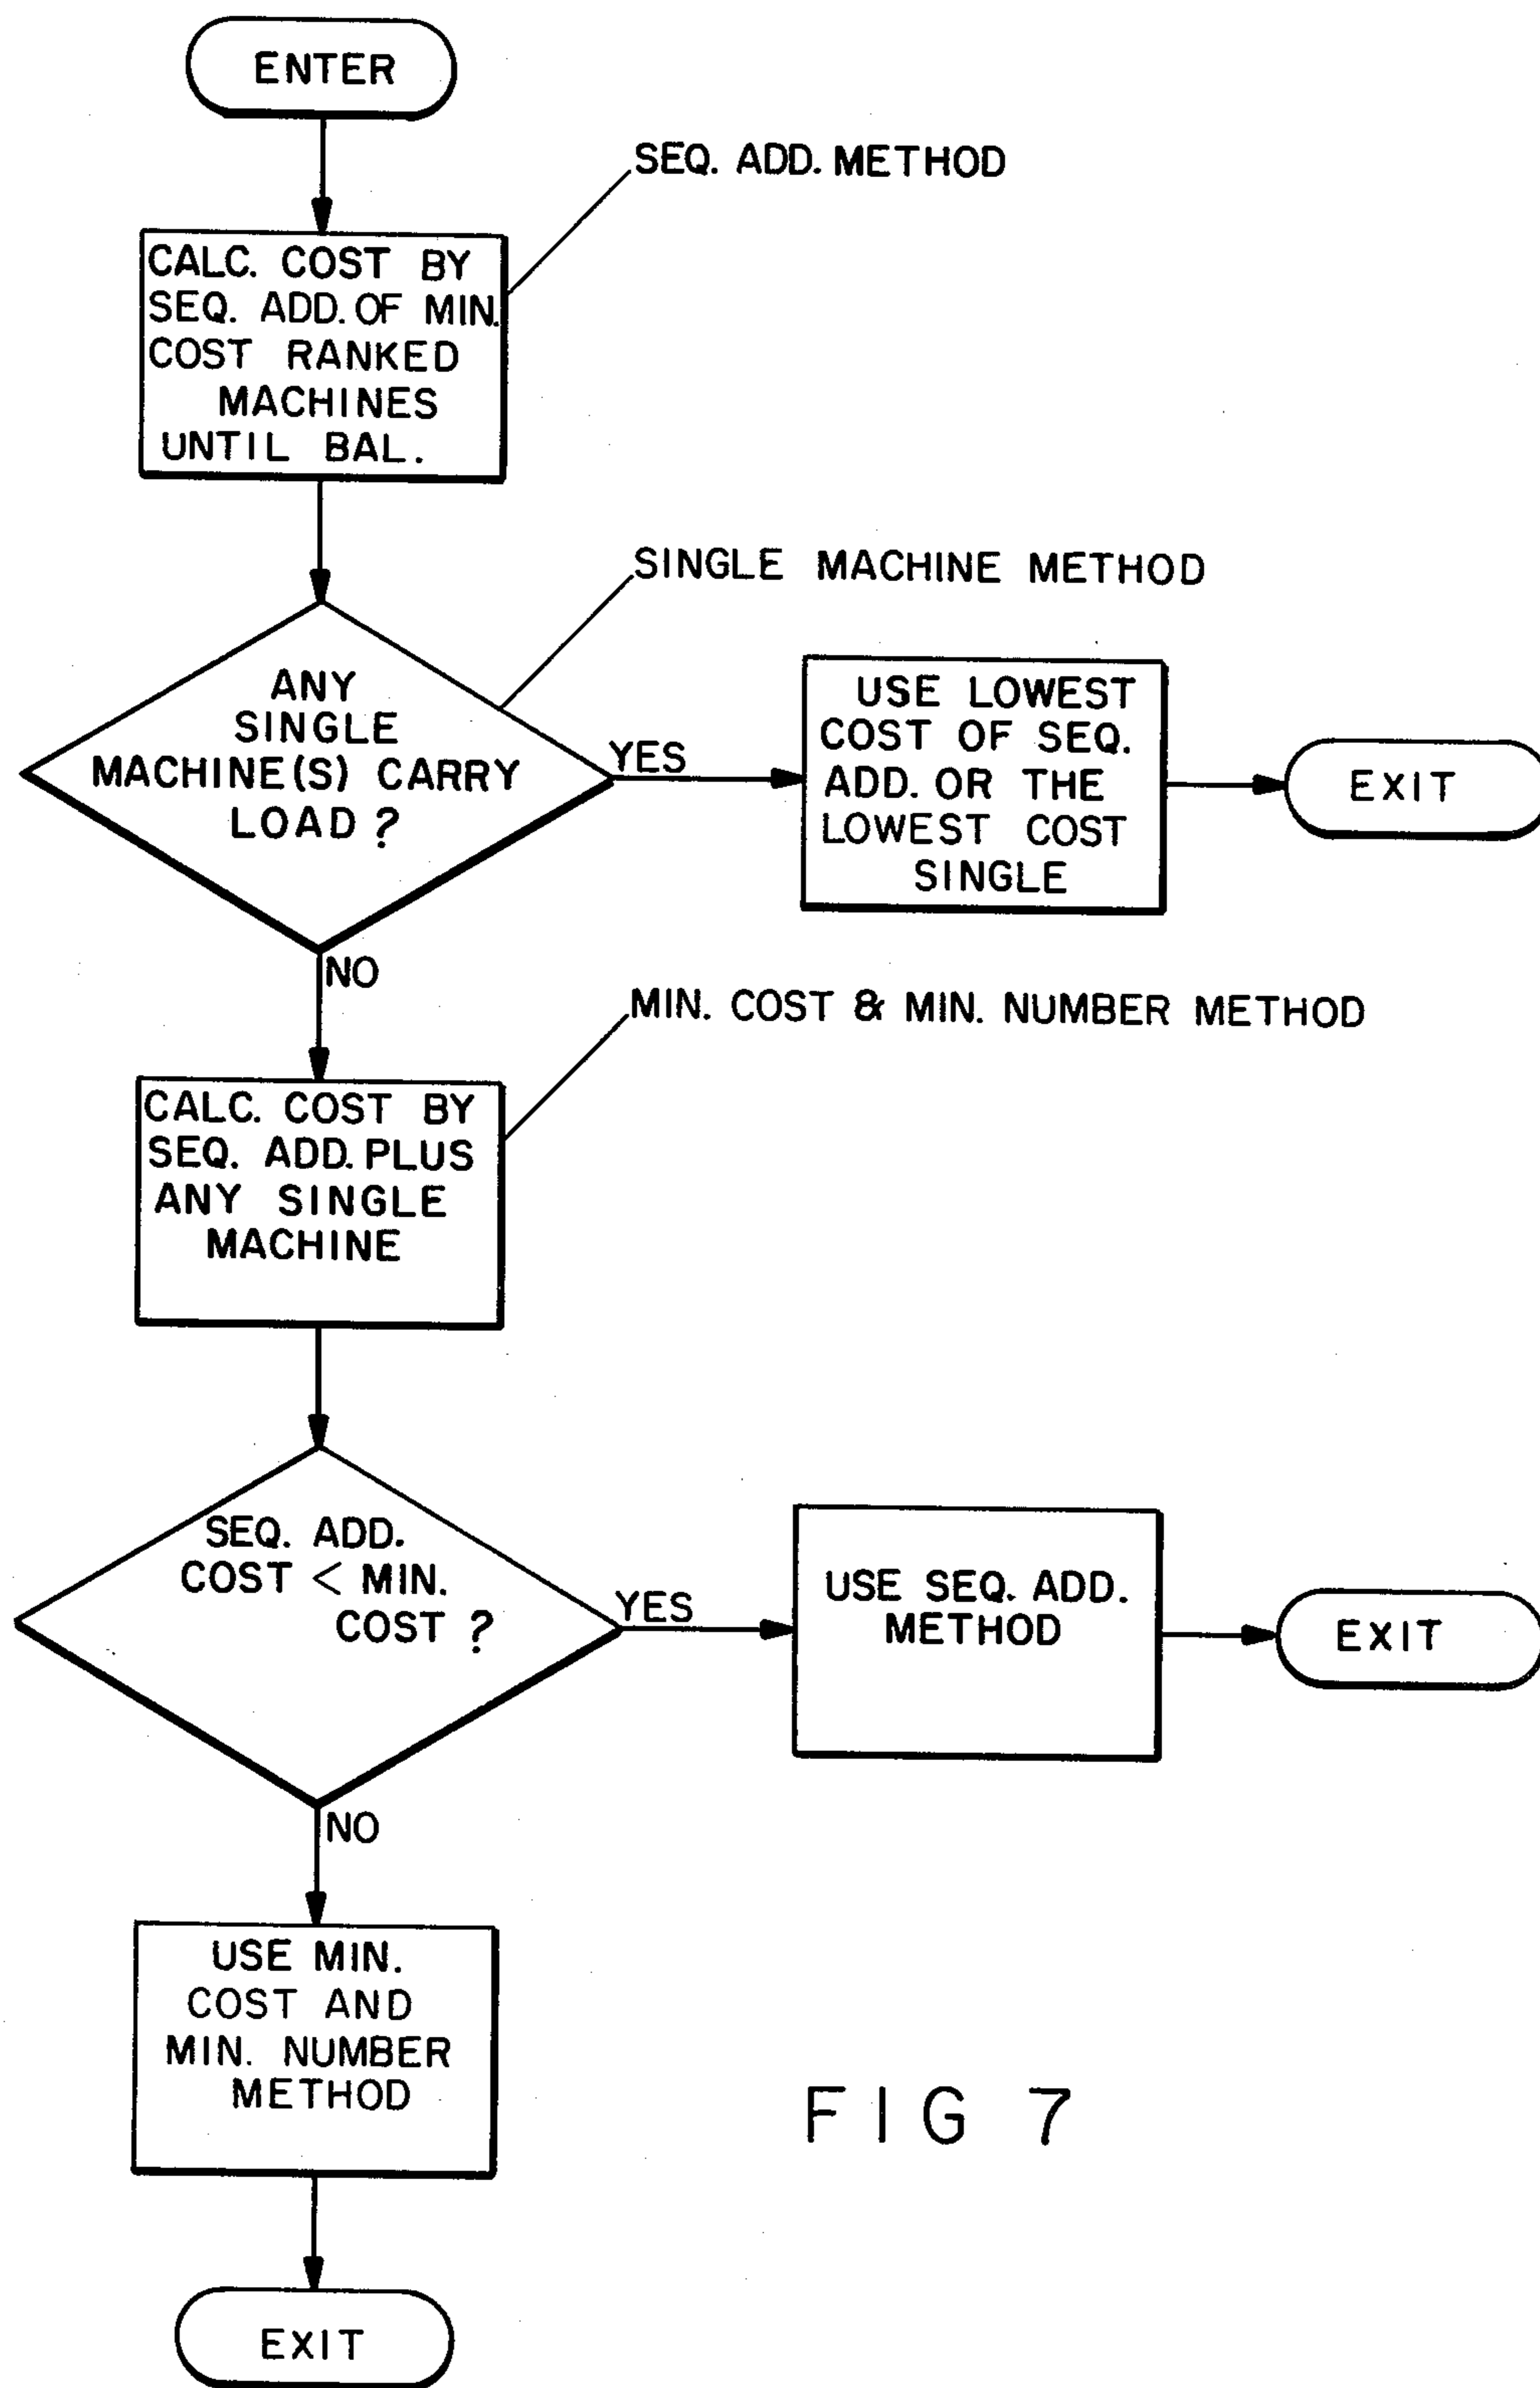 ENTER
SEQ. ADD. METHOD
CALC. COST BY
SEQ. ADD. OF MIN.
COST RANKED
MACHINES
UNTIL BAL.
SINGLE MACHINE METHOD
ANY
SINGLE
MACHINE(S) CARRY
LOAD ?
YES
USE LOWEST
COST OF SEQ.
ADD. OR THE
LOWEST COST
SINGLE
EXIT
NO
MIN. COST & MIN. NUMBER METHOD
CALC. COST BY
SEQ. ADD. PLUS
ANY SINGLE
MACHINE
SEQ. ADD.
COST < MIN.
COST ?
YES
USE SEQ. ADD.
METHOD
EXIT
NO
USE MIN.
COST AND
MIN. NUMBER
METHOD
EXIT
FIG 7